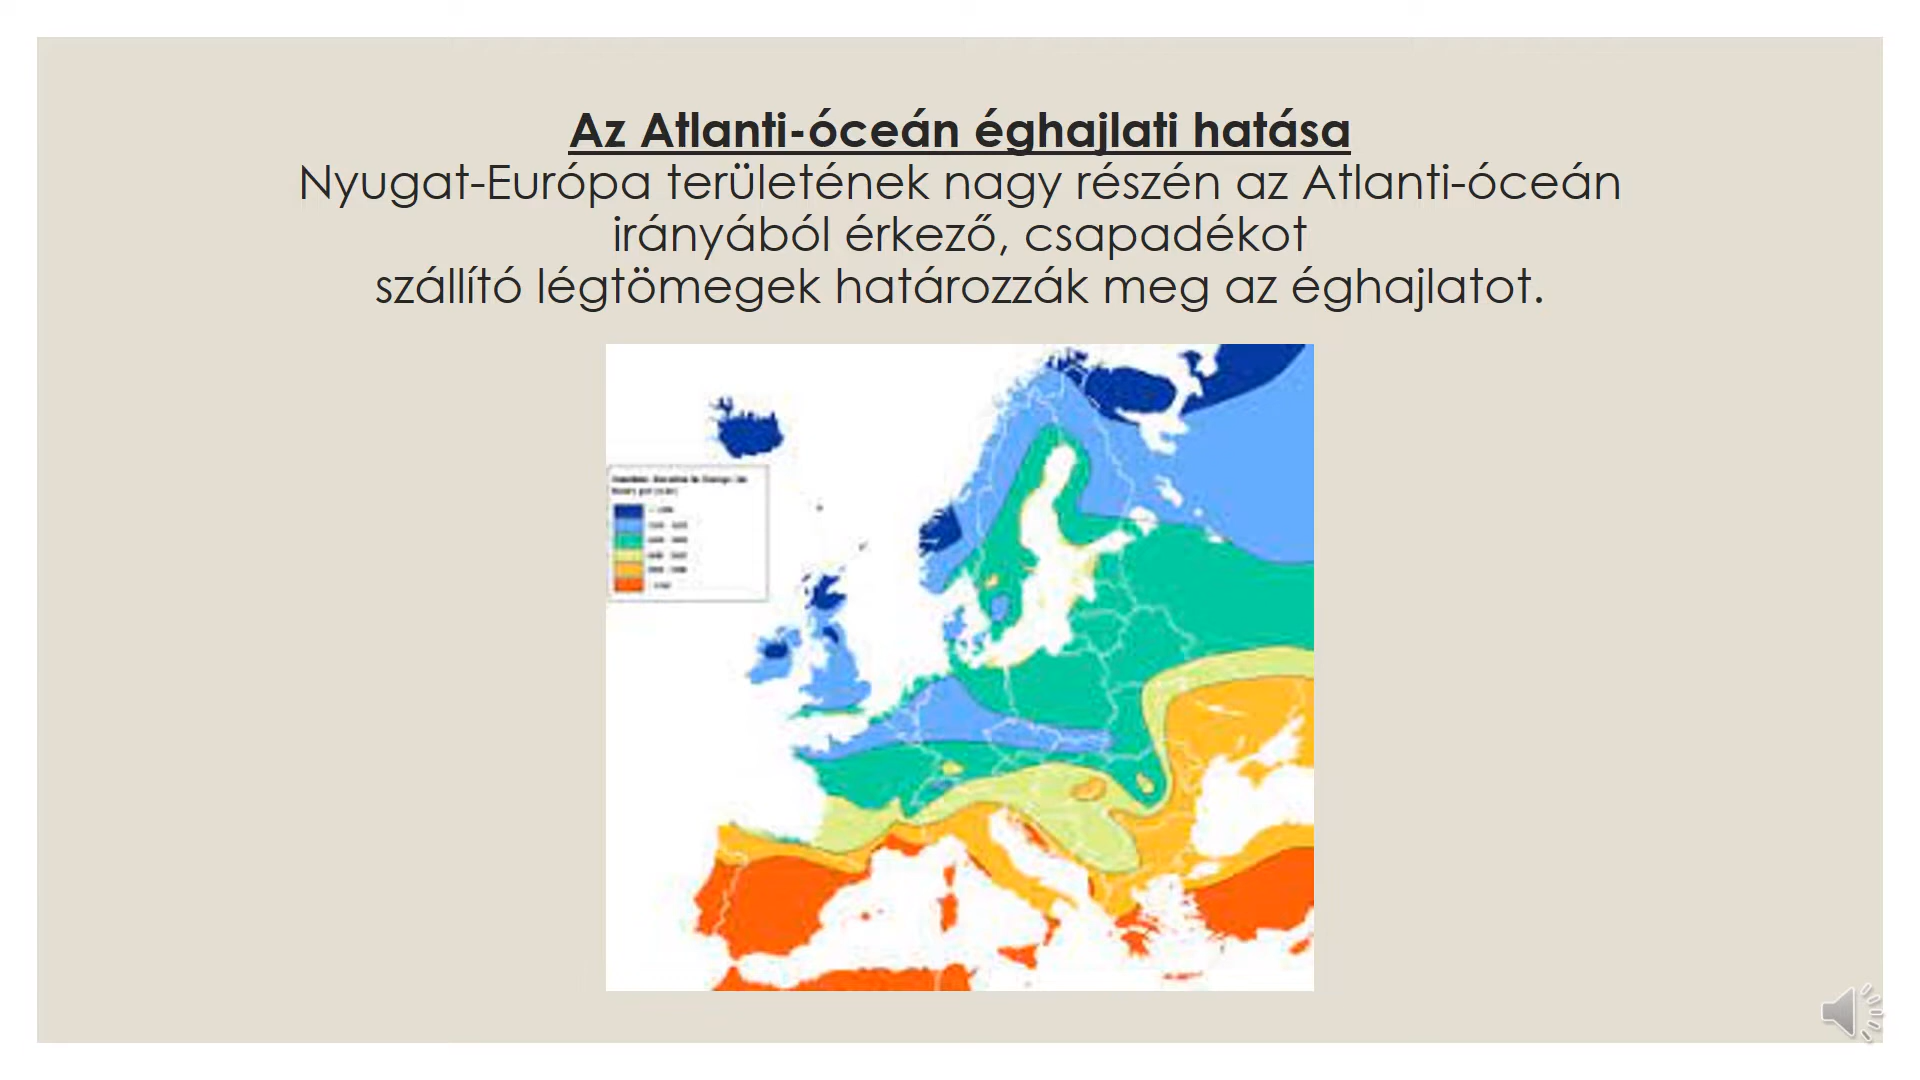 Az Atlanti-óceán éghajlati hatása
Nyugat-Európa területének nagy részén az Atlanti-óceán
irányából érkező, csapadékot
szállító légtömegek határozzák meg az éghajlatot.